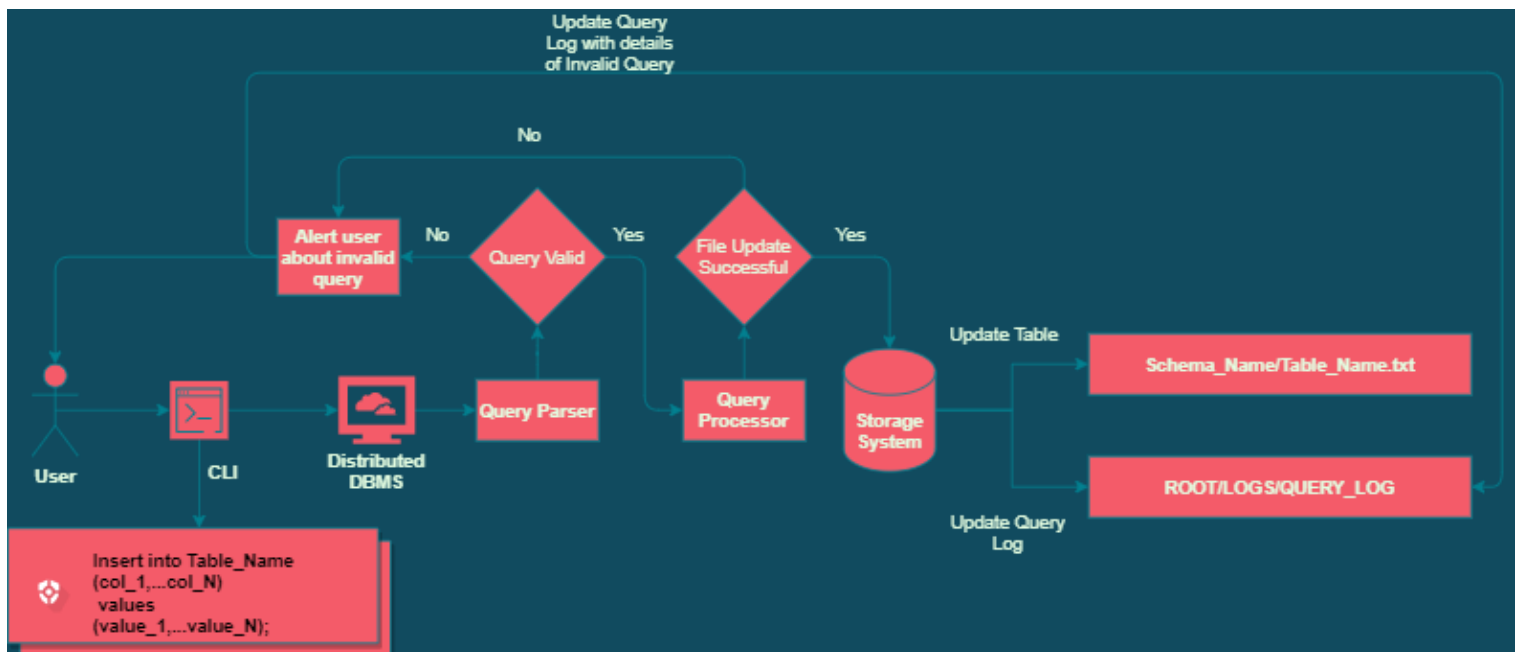 Update Query
Log with details
of Invalid Query
No
Alert user
about invalid
query
No
Query Valid
Yes
File Update
Successful
Yes
Update Table
Schema_Name/Table_Name.txt
User
CLI
Distributed
DBMS
Query Parser
Query
Processor
Storage
System
ROOT/LOGS/QUERY_LOG
Update Query
Log
Insert into Table_Name
(col_1,...col_N)
values
(value_1,...value_N);